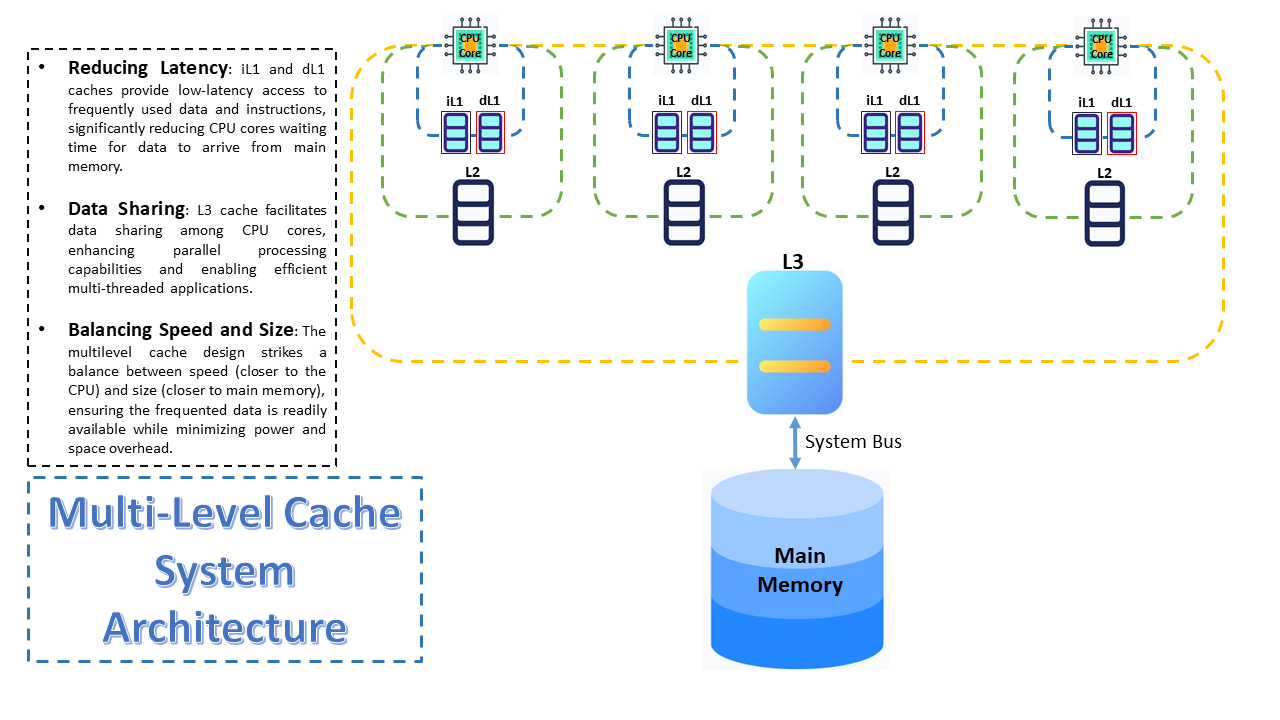 CPU
Core
CPU
Core
CPU
Core
CPU
Core
• Reducing Latency: iL1 and dL1
caches provide low-latency access to
frequently used data and instructions,
significantly reducing CPU cores waiting
time for data to arrive from main
memory.
• Data Sharing: L3 cache facilitates
data sharing among CPU cores,
enhancing parallel processing
capabilities and enabling efficient
multi-threaded applications.
• Balancing Speed and Size: The
multilevel cache design strikes a
balance between speed (closer to the
CPU) and size (closer to main memory),
ensuring the frequented data is readily
available while minimizing power and
space overhead.
iL1 dL1
iL1 dL1
iL1 dL1
iL1 dL1
L2
L2
L2
L2
L3
System Bus
Main
Memory
Multi-Level Cache
System
Architecture